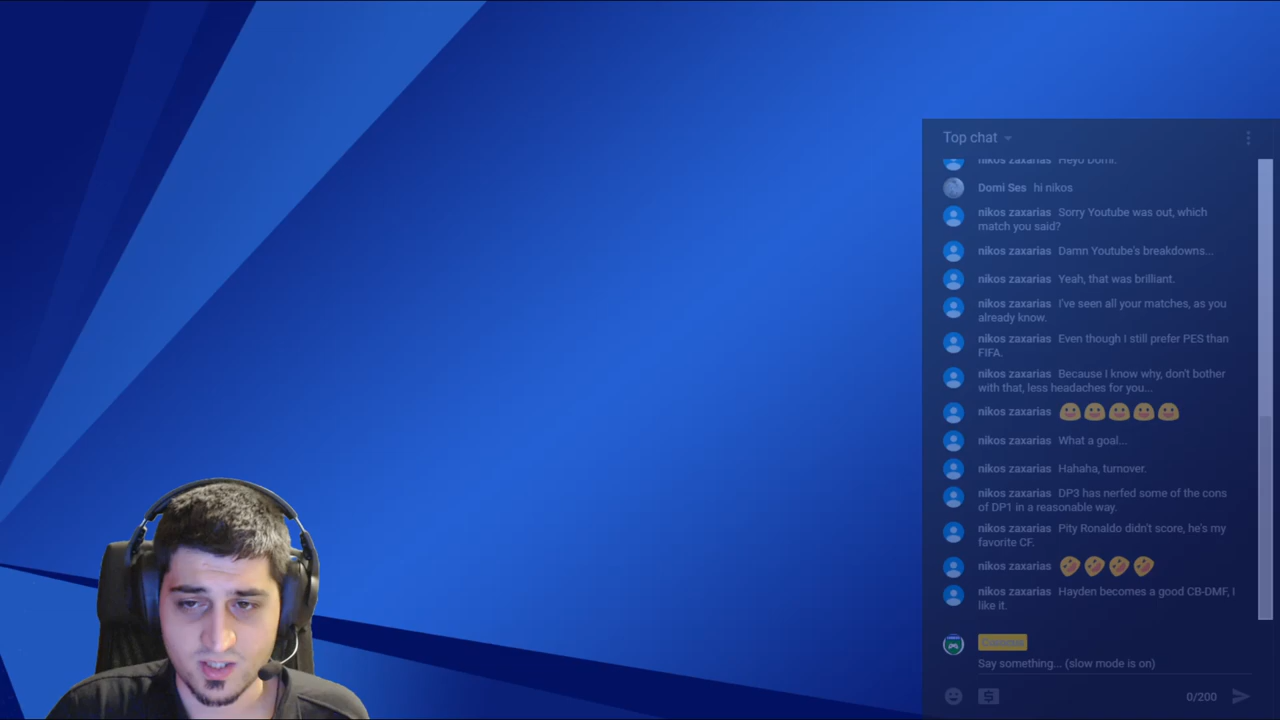 Top chat
nikos zaxarias Heyo Domi.
Domi Ses hi nikos
nikos zaxarias Sorry Youtube was out, which
match you said?
nikos zaxarias Damn Youtube's breakdowns...
nikos zaxarias Yeah, that was brilliant.
nikos zaxarias I've seen all your matches, as you
already know.
nikos zaxarias Even though I still prefer PES than
FIFA.
nikos zaxarias Because I know why, don't bother
with that, less headaches for you...
nikos zaxarias
nikos zaxarias What a goal...
nikos zaxarias Hahaha, turnover.
nikos zaxarias DP3 has nerfed some of the cons
of DP1 in a reasonable way.
nikos zaxarias Pity Ronaldo didn't score, he's my
favorite CF.
nikos zaxarias
nikos zaxarias Hayden becomes a good CB-DMF, I
like it.
Say something... (slow mode is on)
0/200